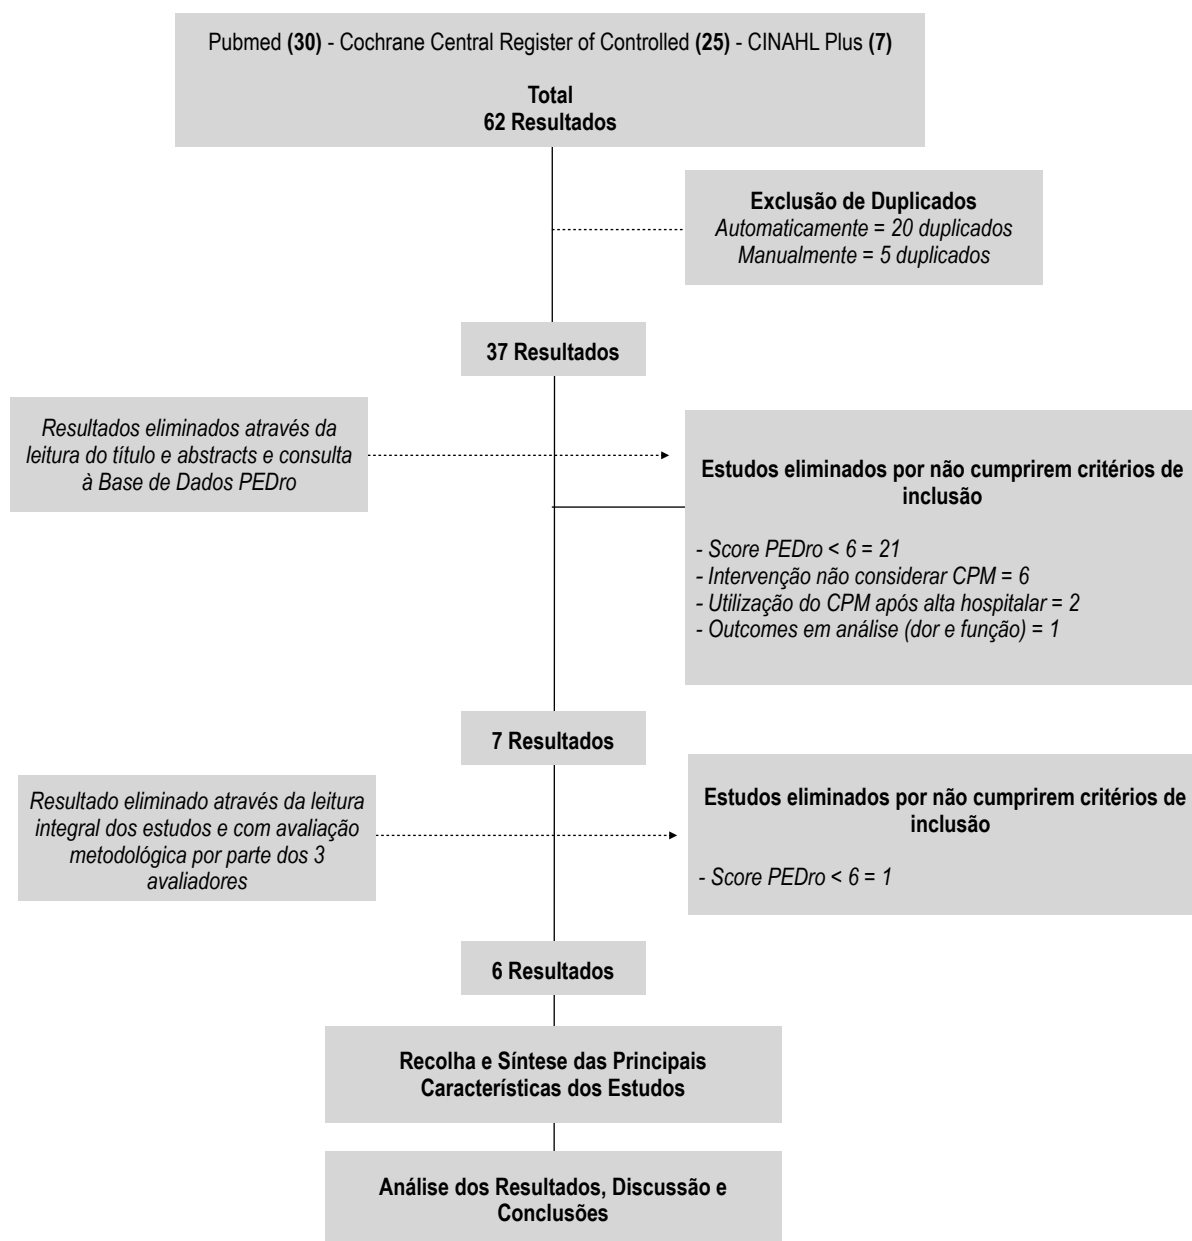 Pubmed (30) - Cochrane Central Register of Controlled (25) - CINAHL Plus (7)
Total
62 Resultados
Exclusão de Duplicados
Automaticamente = 20 duplicados
Manualmente = 5 duplicados
37 Resultados
Resultados eliminados através da
leitura do título e abstracts e consulta
à Base de Dados PEDro
Estudos eliminados por não cumprirem critérios de
inclusão
- Score PEDro < 6 = 21
- Intervenção não considerar CPM = 6
- Utilização do CPM após alta hospitalar = 2
- Outcomes em análise (dor e função) = 1
7 Resultados
Resultado eliminado através da leitura
integral dos estudos e com avaliação
metodológica por parte dos 3
avaliadores
Estudos eliminados por não cumprirem critérios de
inclusão
- Score PEDro < 6 = 1
6 Resultados
Recolha e Síntese das Principais
Características dos Estudos
Análise dos Resultados, Discussão e
Conclusões